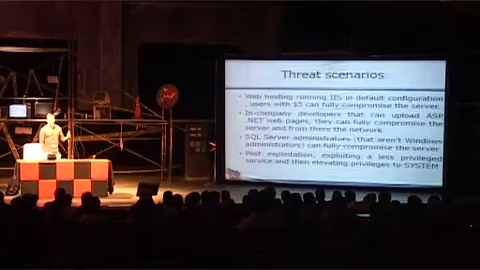 Threat scenarios
• Web hosting running IIS in default configuration
, users with $5 can fully compromise the server.
• In-company developers that can upload ASP
.NET web pages, they can fully compromise the
server and from there the network
• SQL Server administrators (that aren't Windows
administrators) can fully compromise the server
• Post exploitation, exploiting a less privileged
service and then elevating privileges to SYSTEM